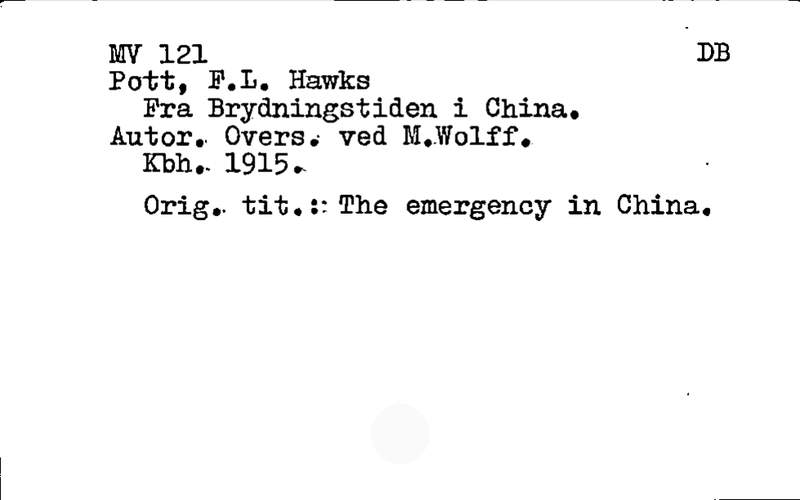 MV 121 DB
Pott, F.L. Hawks
Fra Brydningstiden i China.
Autor. Overs. ved M.Wolff.
Kbh. 1915.
Orig. tit.: The emergency in China.